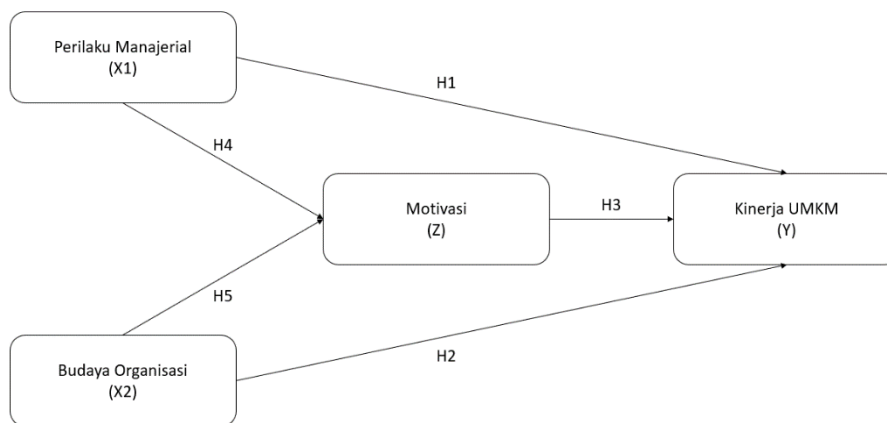 Perilaku Manajerial
(X1)
H1
H4
Motivasi
(Z)
H3
Kinerja UMKM
(Y)
H5
H2
Budaya Organisasi
(X2)